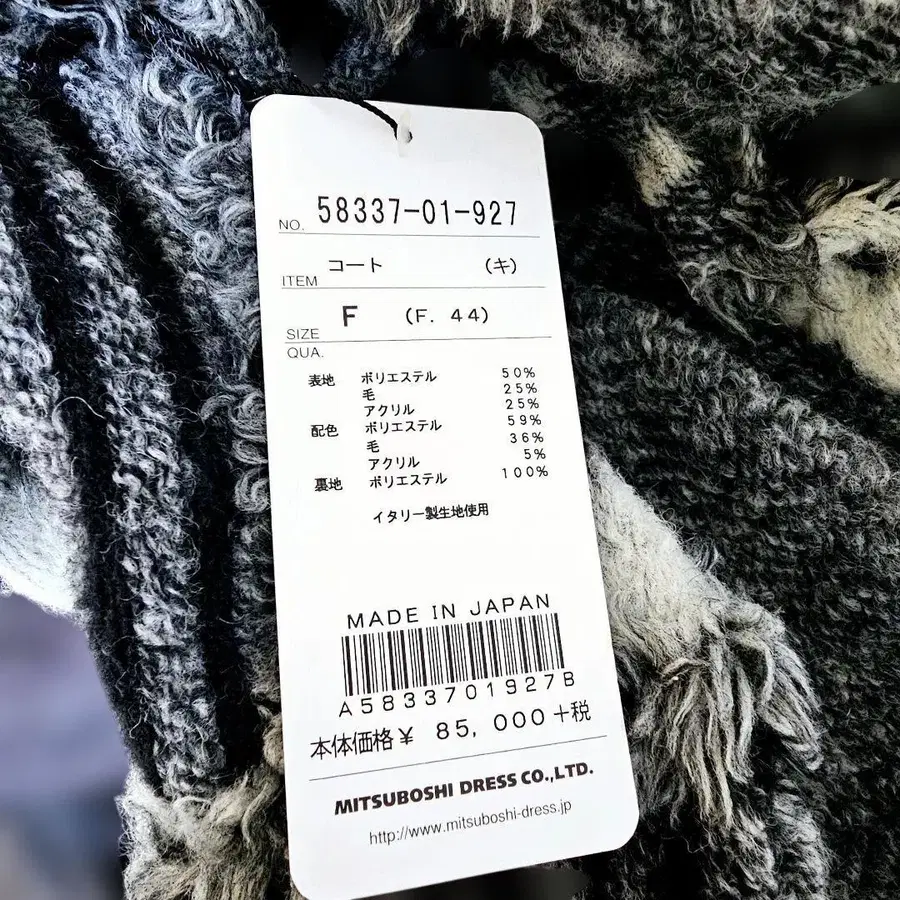 NO. 58337-01-927
ITEM コート (キ)
SIZE F (F. 44)
QUA.
表地 ポリエステル 50%
毛 25%
アクリル 25%
配色 ポリエステル 59%
毛 36%
アクリル 5%
裏地 ポリエステル 100%
イタリー製生地使用
MADE IN JAPAN
A5833701927B
本体価格¥ 85,000+税
MITSUBOSHI DRESS CO.,LTD.
http://www.mitsuboshi-dress.jp